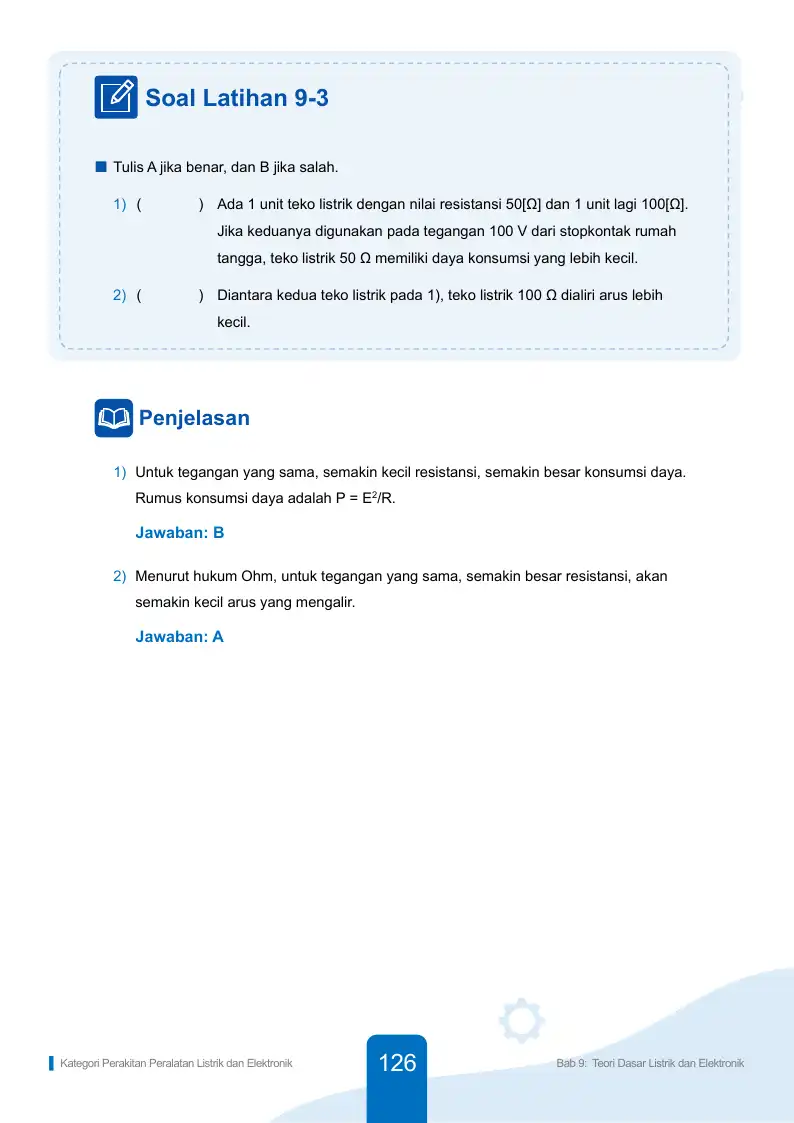 Soal Latihan 9-3
■ Tulis A jika benar, dan B jika salah.
1) ( ) Ada 1 unit teko listrik dengan nilai resistansi 50[Ω] dan 1 unit lagi 100[Ω].
Jika keduanya digunakan pada tegangan 100 V dari stopkontak rumah
tangga, teko listrik 50 Ω memiliki daya konsumsi yang lebih kecil.
2) ( ) Diantara kedua teko listrik pada 1), teko listrik 100 Ω dialiri arus lebih
kecil.
Penjelasan
1) Untuk tegangan yang sama, semakin kecil resistansi, semakin besar konsumsi daya.
Rumus konsumsi daya adalah P = E²/R.
Jawaban: B
2) Menurut hukum Ohm, untuk tegangan yang sama, semakin besar resistansi, akan
semakin kecil arus yang mengalir.
Jawaban: A
Kategori Perakitan Peralatan Listrik dan Elektronik
126
Bab 9: Teori Dasar Listrik dan Elektronik